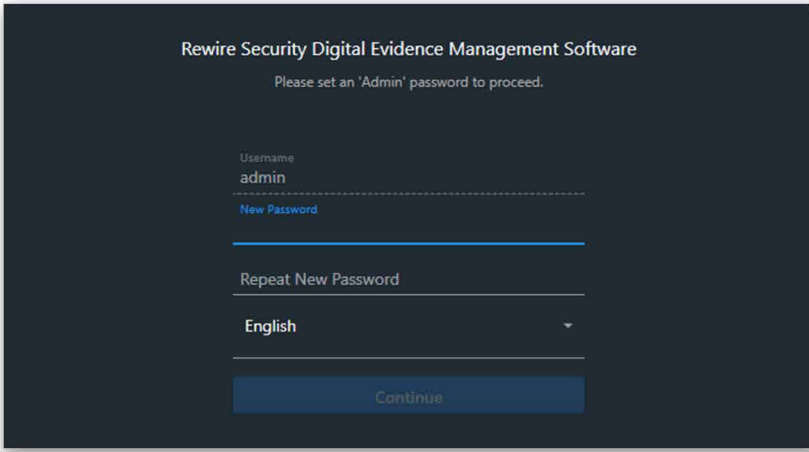 Rewire Security Digital Evidence Management Software
Please set an 'Admin' password to proceed.
Username
admin
New Password
Repeat New Password
English
Continue